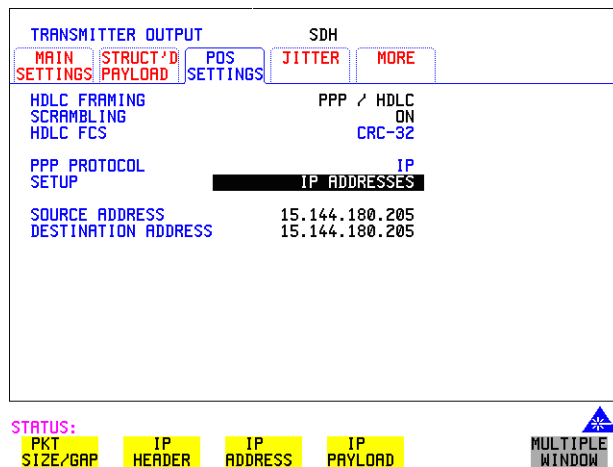 TRANSMITTER OUTPUT SDH
MAIN SETTINGS STRUCT'D PAYLOAD POS SETTINGS JITTER MORE
HDLC FRAMING PPP / HDLC
SCRAMBLING ON
HDLC FCS CRC-32
PPP PROTOCOL IP
SETUP IP ADDRESSES
SOURCE ADDRESS 15.144.180.205
DESTINATION ADDRESS 15.144.180.205
STATUS:
PKT SIZE/GAP IP HEADER IP ADDRESS IP PAYLOAD MULTIPLE WINDOW